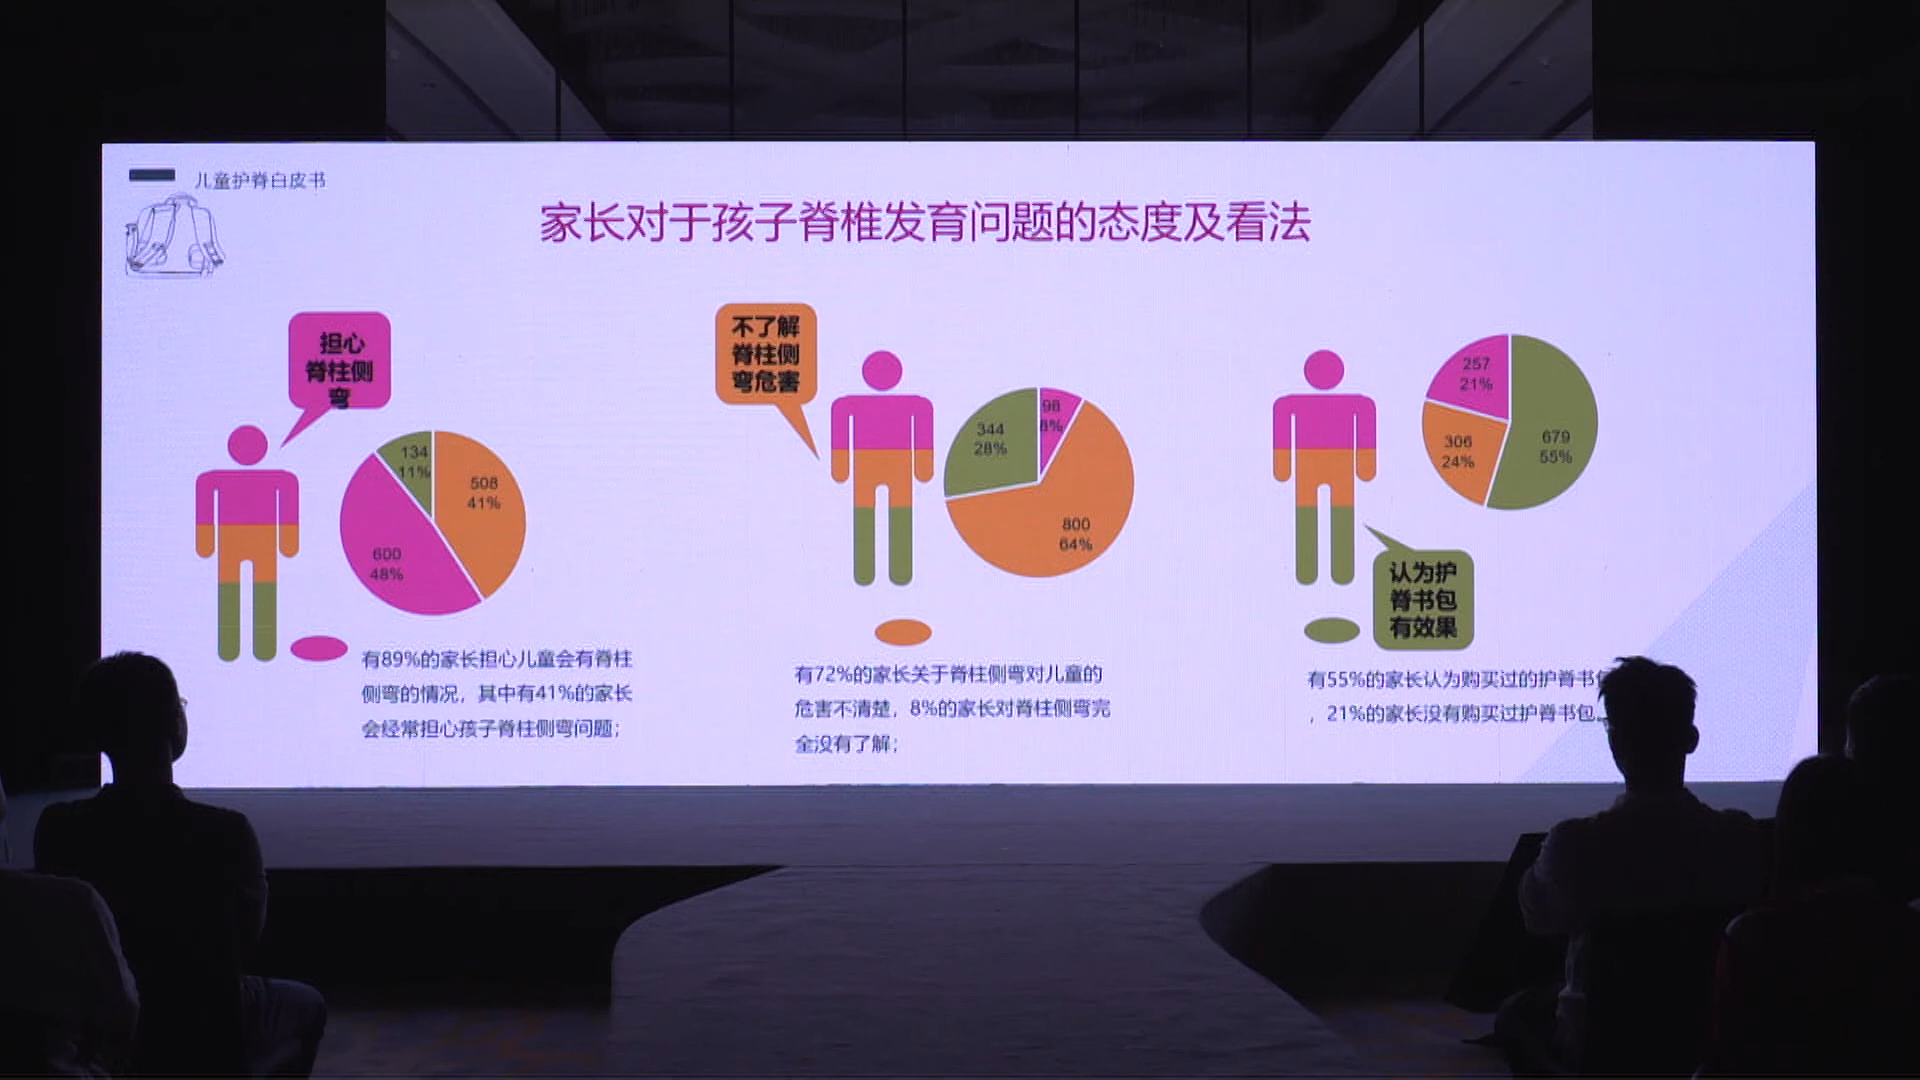 儿童护脊白皮书
家长对于孩子脊椎发育问题的态度及看法
担心
脊柱侧
弯
134
11%
508
41%
600
48%
有89%的家长担心儿童会有脊柱
侧弯的情况，其中有41%的家长
会经常担心孩子脊柱侧弯问题；
不了解
脊柱侧
弯危害
98
8%
344
28%
800
64%
有72%的家长关于脊柱侧弯对儿童的
危害不清楚，8%的家长对脊柱侧弯完
全没有了解；
257
21%
306
24%
679
55%
认为护
脊书包
有效果
有55%的家长认为购买过的护脊书
，21%的家长没有购买过护脊书包